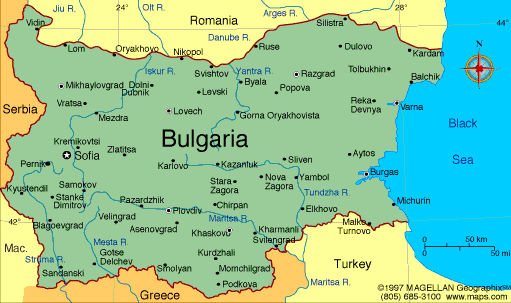 Jiu R.
24°
Olt R.
Romania
Arges R.
28°
44°
Vidin
Silistra
Danube R.
Lom
Oryakhovo
Nikopol
Ruse
Dulovo
Kardam
N
Iskur R.
Svishtov
Yantra R.
Razgrad
Tolbukhin
Mikhaylovgrad
Dolni
Dubnik
Byala
Balchik
Levski
Popova
Serbia
Vratsa
Lovech
Reka
Devnya
Varna
Mezdra
Gorna Oryakhovista
Black
Sea
Bulgaria
Kremikovtsi
Sofia
Zlatitsa
Pernik
Karlovo
Kazanluk
Sliven
Aytos
Burgas
Kyustendil
Samokov
Stara
Zagora
Nova
Zagora
Yambol
Stanke
Dimitrov
Tundzha R.
Pazardzhik
Chirpan
Michurin
42°
Plovdiv
Maritsa R.
Elkhovo
Velingrad
Asenovgrad
Malko
Turnovo
Blagoevgrad
Khaskovo
Kharmanli
Svilengrad
50 km
0
50 mi
Mac.
Mesta R.
Struma R.
Gotse
Delchev
Kurdzhali
Sandanski
Smolyan
Momchilgrad
Turkey
Podkova
Maritsa R.
Greece
©1997 MAGELLAN Geographix℠
(805) 685-3100 www.maps.com